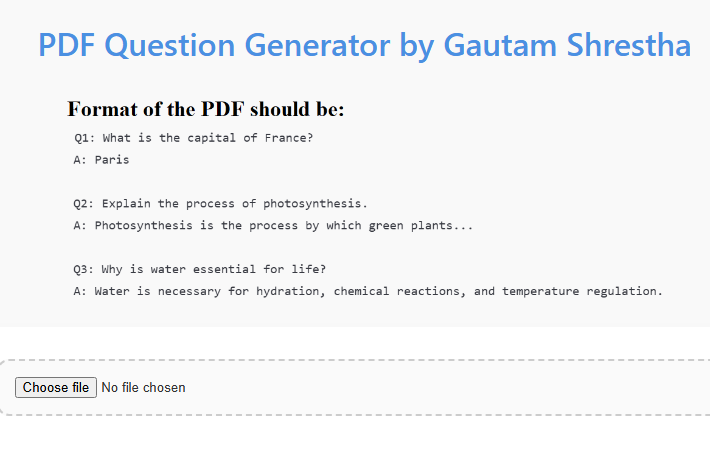 PDF Question Generator by Gautam Shrestha
Format of the PDF should be:
Q1: What is the capital of France?
A: Paris
Q2: Explain the process of photosynthesis.
A: Photosynthesis is the process by which green plants...
Q3: Why is water essential for life?
A: Water is necessary for hydration, chemical reactions, and temperature regulation.
Choose file No file chosen